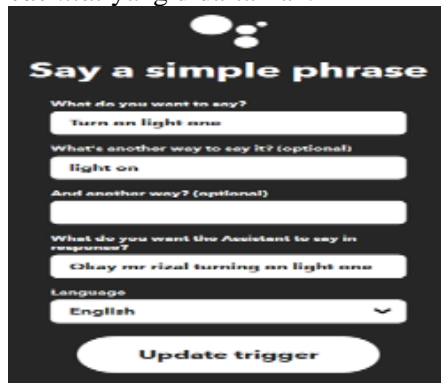 Say a simple phrase
What do you want to say?
Turn on light one
What's another way to say it? (optional)
light on
And another way? (optional)
What do you want the Assistant to say in
response?
Okay mr rizal turning on light one
Language
English
Update trigger